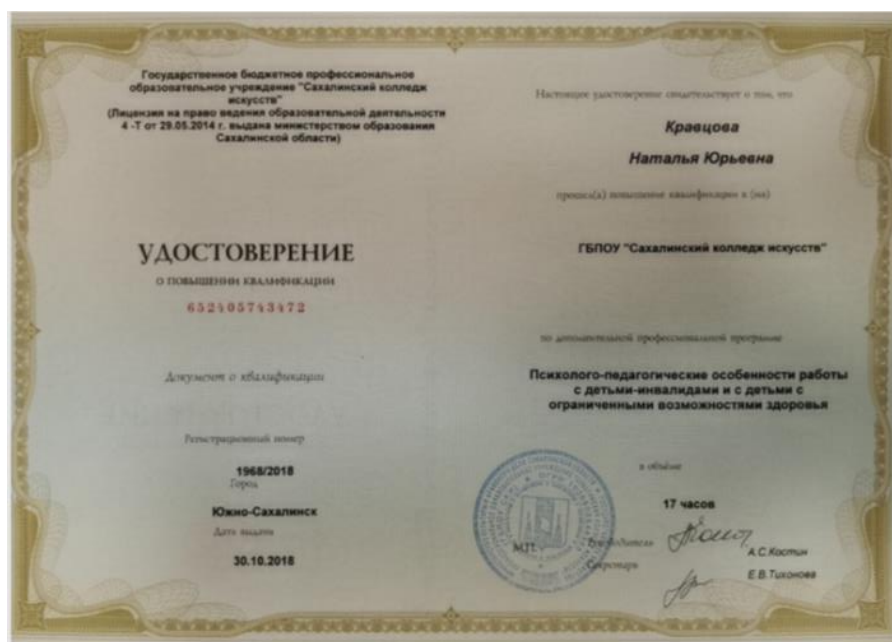 Государственное бюджетное профессиональное
образовательное учреждение "Сахалинский колледж
искусств"
(Лицензия на право ведения образовательной деятельности
4 -Т от 29.05.2014 г. выдана министерством образования
Сахалинской области)
УДОСТОВЕРЕНИЕ
О ПОВЫШЕНИИ КВАЛИФИКАЦИИ
652405743472
Документ о квалификации
Регистрационный номер
1968/2018
Город
Южно-Сахалинск
Дата выдачи
30.10.2018
Настоящее удостоверение свидетельствует о том, что
Кравцова
Наталья Юрьевна
прошел(а) повышение квалификации в (на)
ГБПОУ "Сахалинский колледж искусств"
по дополнительной профессиональной программе
Психолого-педагогические особенности работы
с детьми-инвалидами и с детьми с
ограниченными возможностями здоровья
в объёме
17 часов
М.П.
Руководитель
А.С.Костин
Секретарь
Е.В.Тихонова